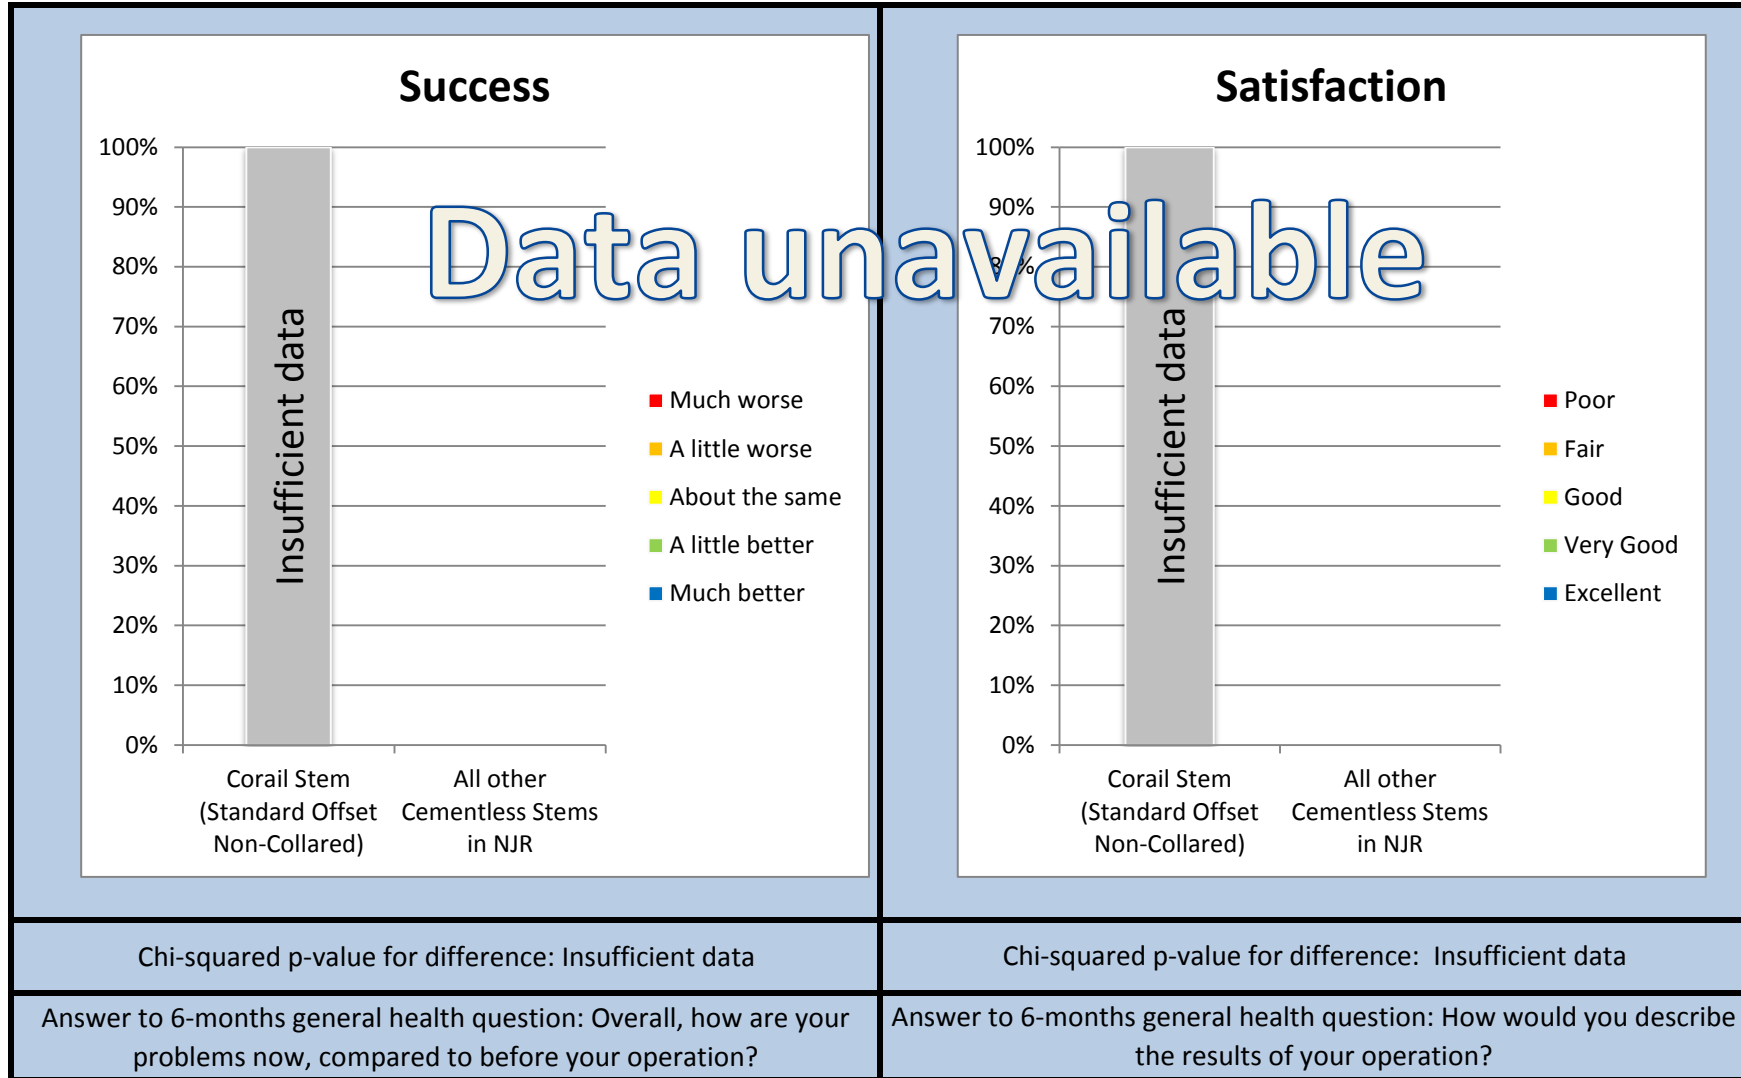 Success
100%
90%
80%
70%
60%
50%
40%
30%
20%
10%
0%
Insufficient data
Corail Stem
(Standard Offset
Non-Collared)
All other
Cementless Stems
in NJR
Much worse
A little worse
About the same
A little better
Much better
Satisfaction
100%
90%
80%
70%
60%
50%
40%
30%
20%
10%
0%
Insufficient data
Corail Stem
(Standard Offset
Non-Collared)
All other
Cementless Stems
in NJR
Poor
Fair
Good
Very Good
Excellent
Data unavailable
Chi-squared p-value for difference: Insufficient data
Chi-squared p-value for difference: Insufficient data
Answer to 6-months general health question: Overall, how are your
problems now, compared to before your operation?
Answer to 6-months general health question: How would you describe
the results of your operation?